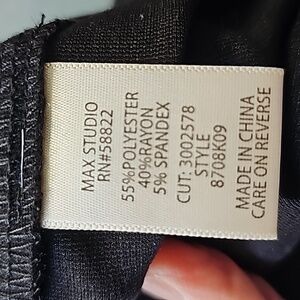 MAX STUDIO
RN#58822
55%POLYESTER
40%RAYON
5% SPANDEX
CUT: 3002578
STYLE
8708K09
MADE IN CHINA
CARE ON REVERSE